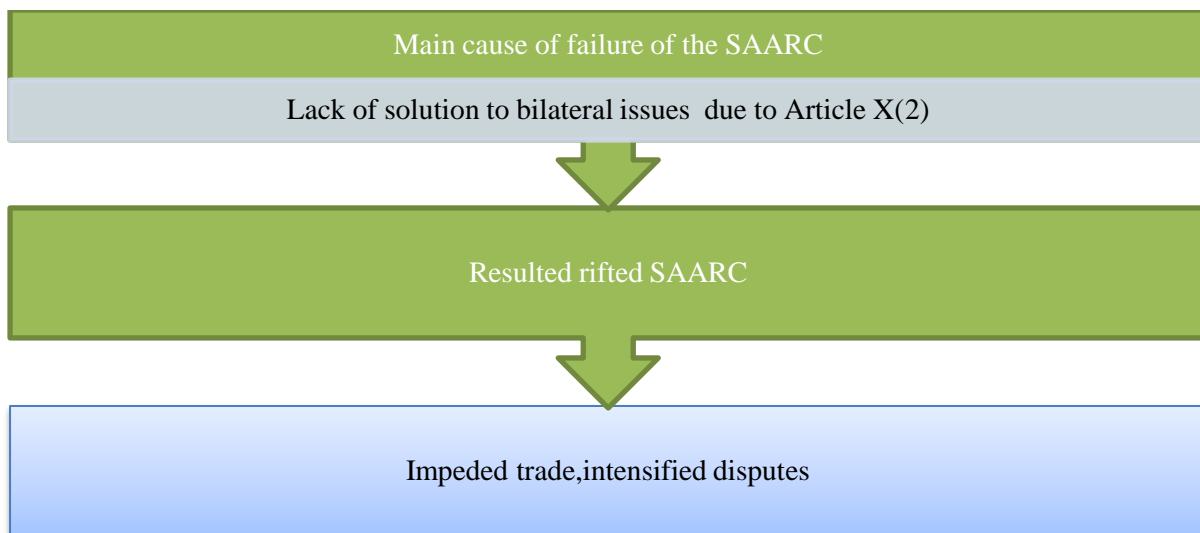 Main cause of failure of the SAARC
Lack of solution to bilateral issues due to Article X(2)
Resulted rifted SAARC
Impeded trade,intensified disputes